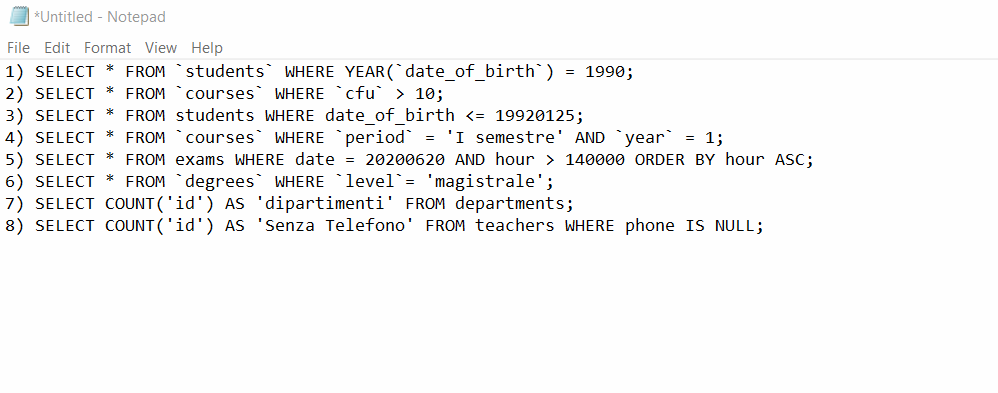 *Untitled - Notepad
File Edit Format View Help
1) SELECT * FROM `students` WHERE YEAR(`date_of_birth`) = 1990;
2) SELECT * FROM `courses` WHERE `cfu` > 10;
3) SELECT * FROM students WHERE date_of_birth <= 19920125;
4) SELECT * FROM `courses` WHERE `period` = 'I semestre' AND `year` = 1;
5) SELECT * FROM exams WHERE date = 20200620 AND hour > 140000 ORDER BY hour ASC;
6) SELECT * FROM `degrees` WHERE `level`= 'magistrale';
7) SELECT COUNT('id') AS 'dipartimenti' FROM departments;
8) SELECT COUNT('id') AS 'Senza Telefono' FROM teachers WHERE phone IS NULL;